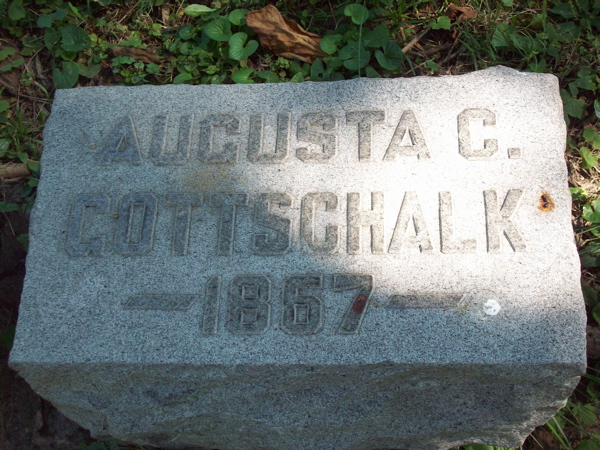 AUGUSTA C.
GOTTSCHALK
— 1867 —